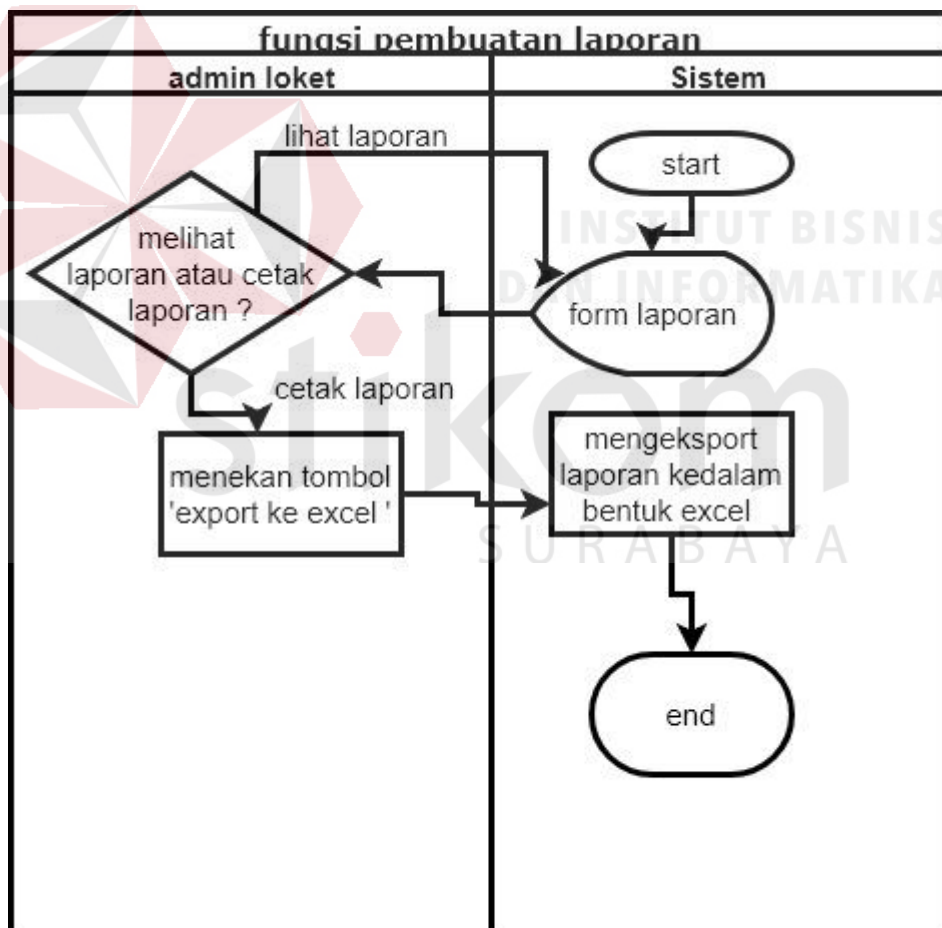 fungsi pembuatan laporan
admin loket
Sistem
lihat laporan
start
melihat
laporan atau cetak
laporan ?
form laporan
INSTITUT BISNIS
DAN INFORMATIKA
stikom
SURABAYA
cetak laporan
menekan tombol
'export ke excel '
mengeksport
laporan kedalam
bentuk excel
end